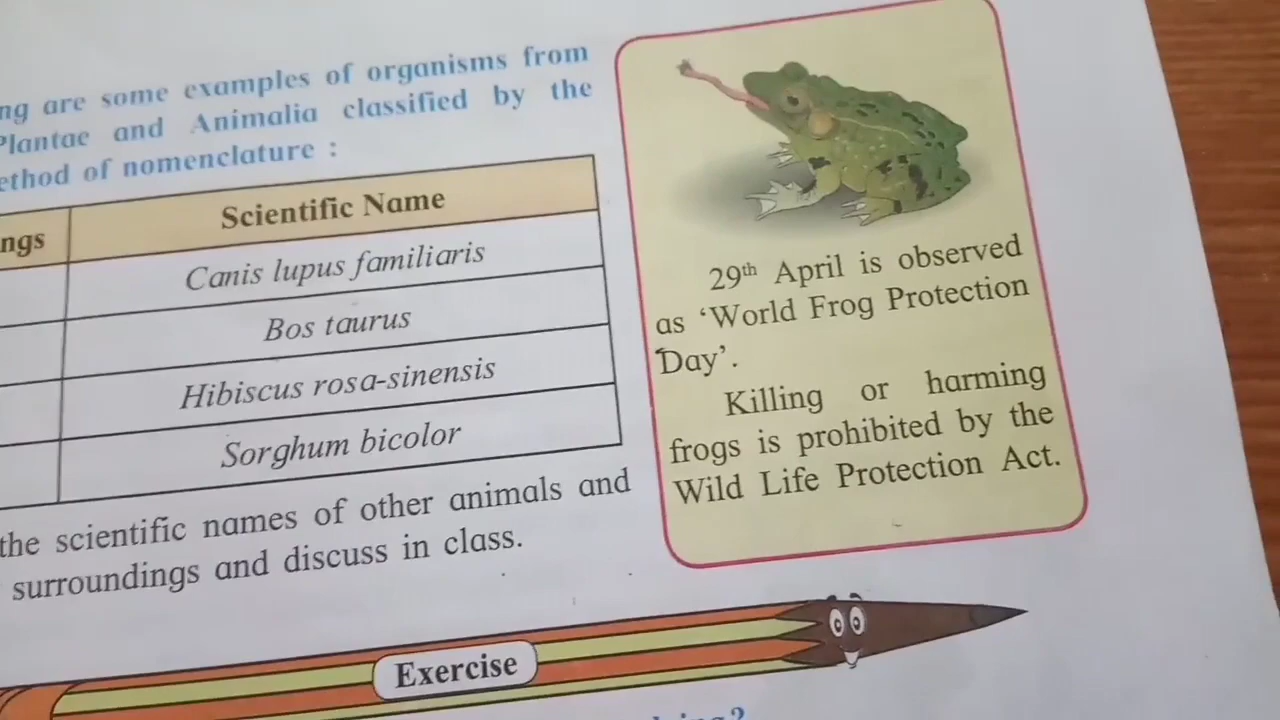 ng are some examples of organisms from
Plantae and Animalia classified by the
ethod of nomenclature :
ngs Scientific Name
Canis lupus familiaris
Bos taurus
Hibiscus rosa-sinensis
Sorghum bicolor
the scientific names of other animals and
surroundings and discuss in class.
29th April is observed
as ‘World Frog Protection
Day’.
Killing or harming
frogs is prohibited by the
Wild Life Protection Act.
Exercise